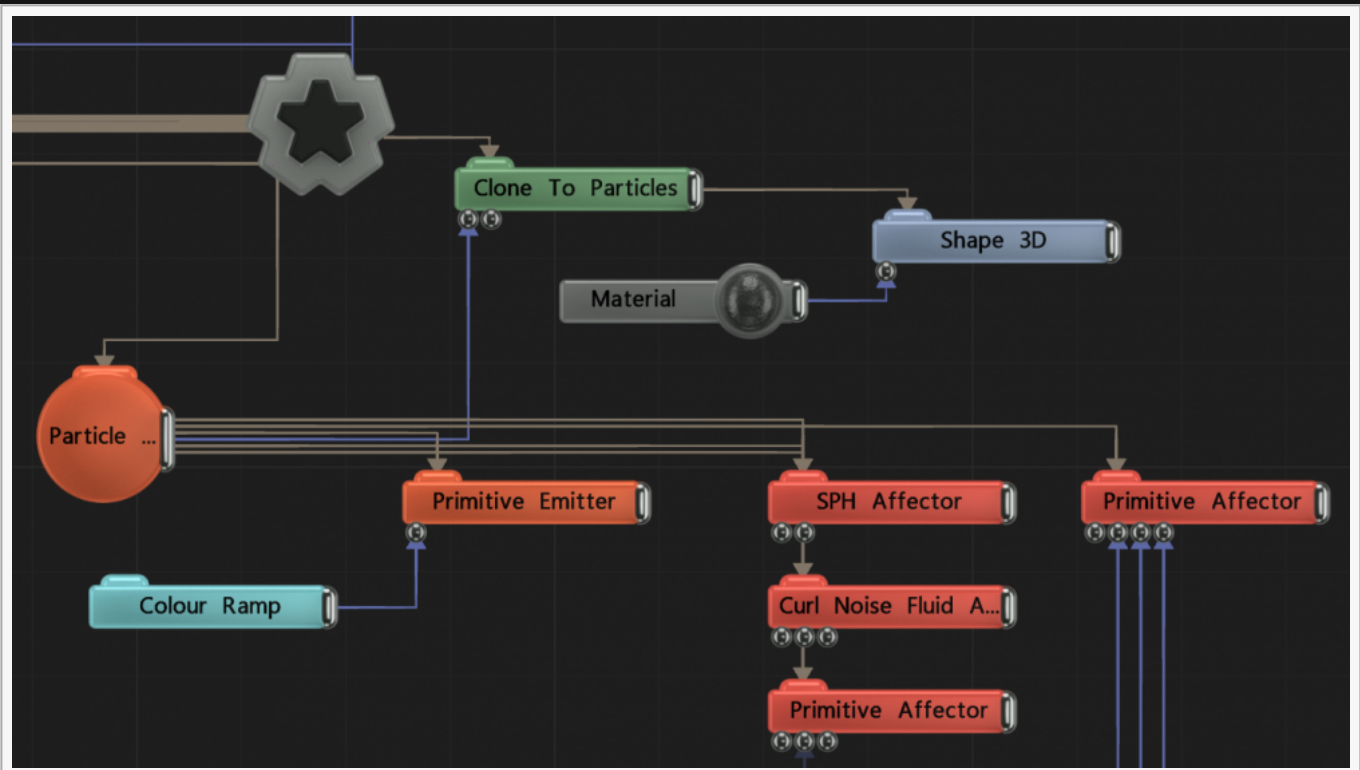 Clone To Particles
Shape 3D
Material
Particle ...
Primitive Emitter
SPH Affector
Primitive Affector
Colour Ramp
Curl Noise Fluid A...
Primitive Affector